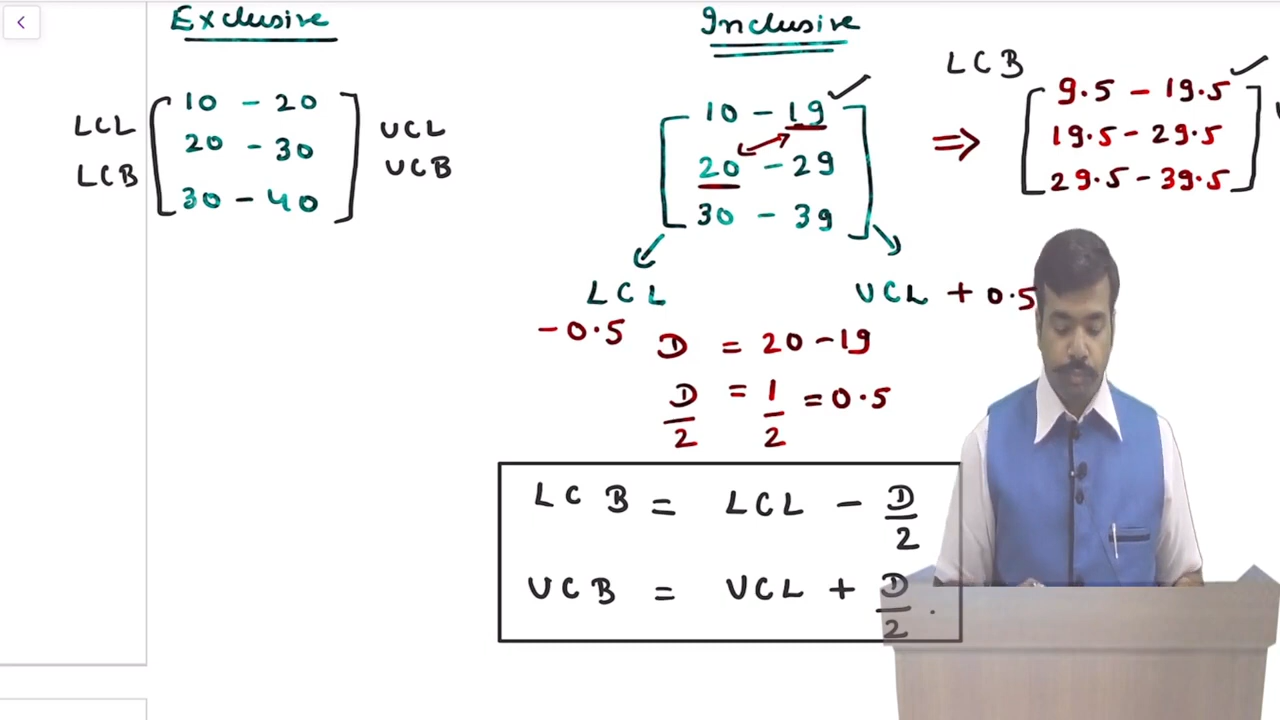 Exclusive
LCL
LCB
10 - 20
20 - 30
30 - 40
UCL
UCB
Inclusive
10 - 19
20 - 29
30 - 39
⇒
LCB
9.5 - 19.5
19.5 - 29.5
29.5 - 39.5
LCL
- 0.5
UCL + 0.5
D = 20 - 19
D/2 = 1/2 = 0.5
LCB = LCL - D/2
UCB = UCL + D/2.